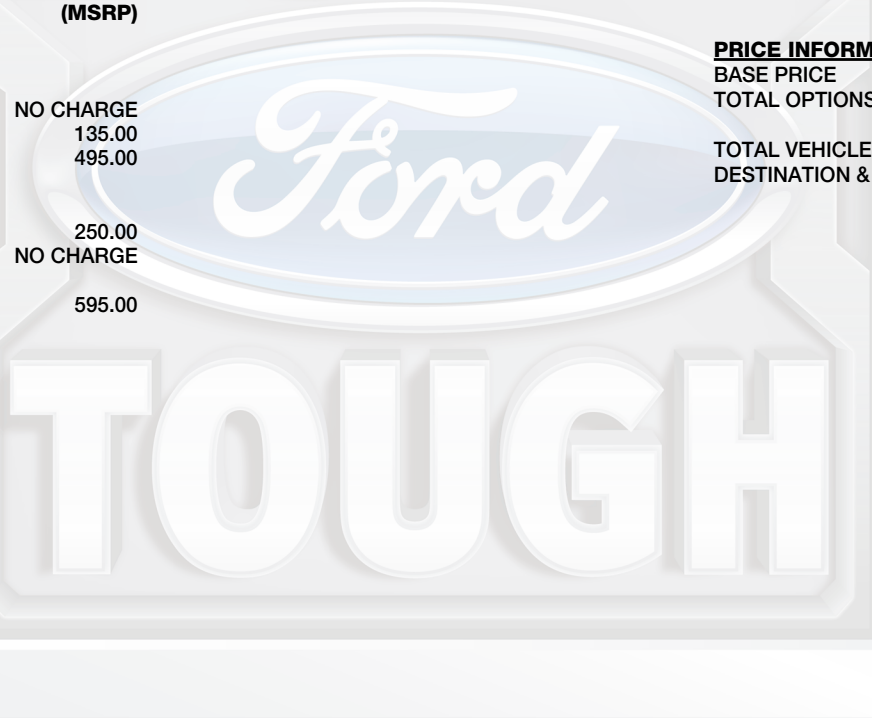 (MSRP)
NO CHARGE
135.00
495.00
250.00
NO CHARGE
595.00
PRICE INFORM
BASE PRICE
TOTAL OPTIONS
TOTAL VEHICLE
DESTINATION &
Ford
TOUGH